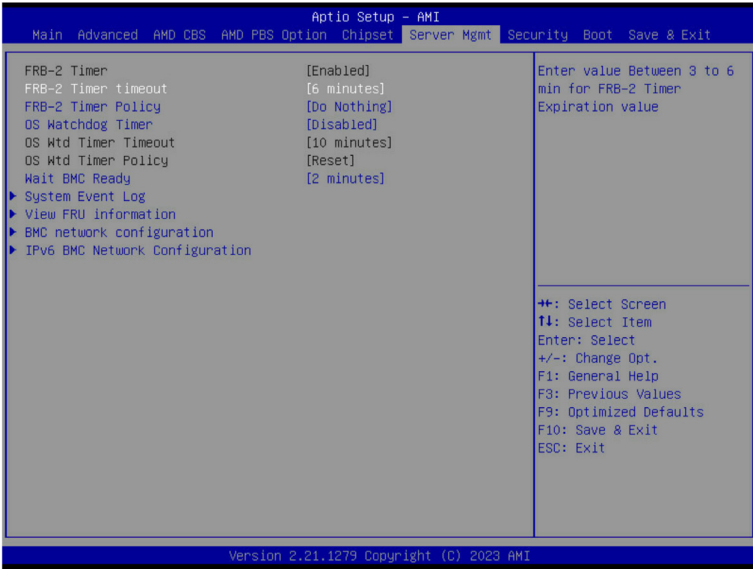 Aptio Setup – AMI
Main Advanced AMD CBS AMD PBS Option Chipset Server Mgmt Security Boot Save & Exit
FRB-2 Timer [Enabled]
FRB-2 Timer timeout [6 minutes]
FRB-2 Timer Policy [Do Nothing]
OS Watchdog Timer [Disabled]
OS Wtd Timer Timeout [10 minutes]
OS Wtd Timer Policy [Reset]
Wait BMC Ready [2 minutes]
System Event Log
View FRU information
BMC network configuration
IPv6 BMC Network Configuration
Enter value Between 3 to 6
min for FRB-2 Timer
Expiration value
→←: Select Screen
↑↓: Select Item
Enter: Select
+/-: Change Opt.
F1: General Help
F3: Previous Values
F9: Optimized Defaults
F10: Save & Exit
ESC: Exit
Version 2.21.1279 Copyright (C) 2023 AMI